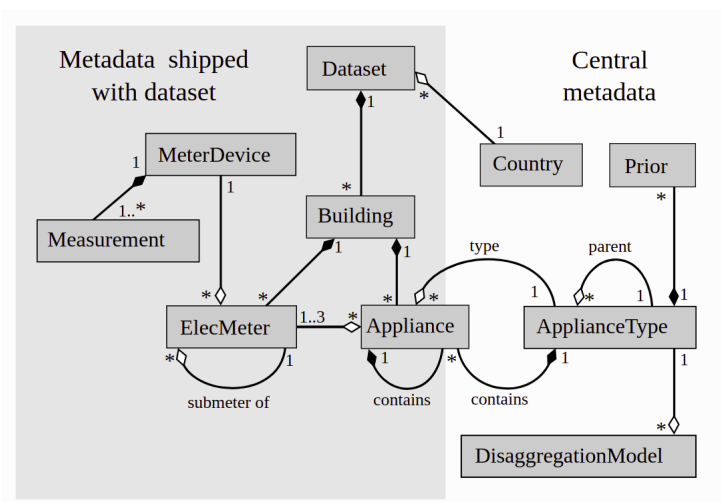 Metadata shipped
with dataset
Central
metadata
Dataset
1
*
*
1
MeterDevice
Country
Prior
1
1..*
1
*
*
Building
Measurement
1
1
type
parent
*
*
*
*
1
*
1
1
ElecMeter
1..3
*
Appliance
ApplianceType
*
1
1
*
1
1
submeter of
contains
contains
*
DisaggregationModel